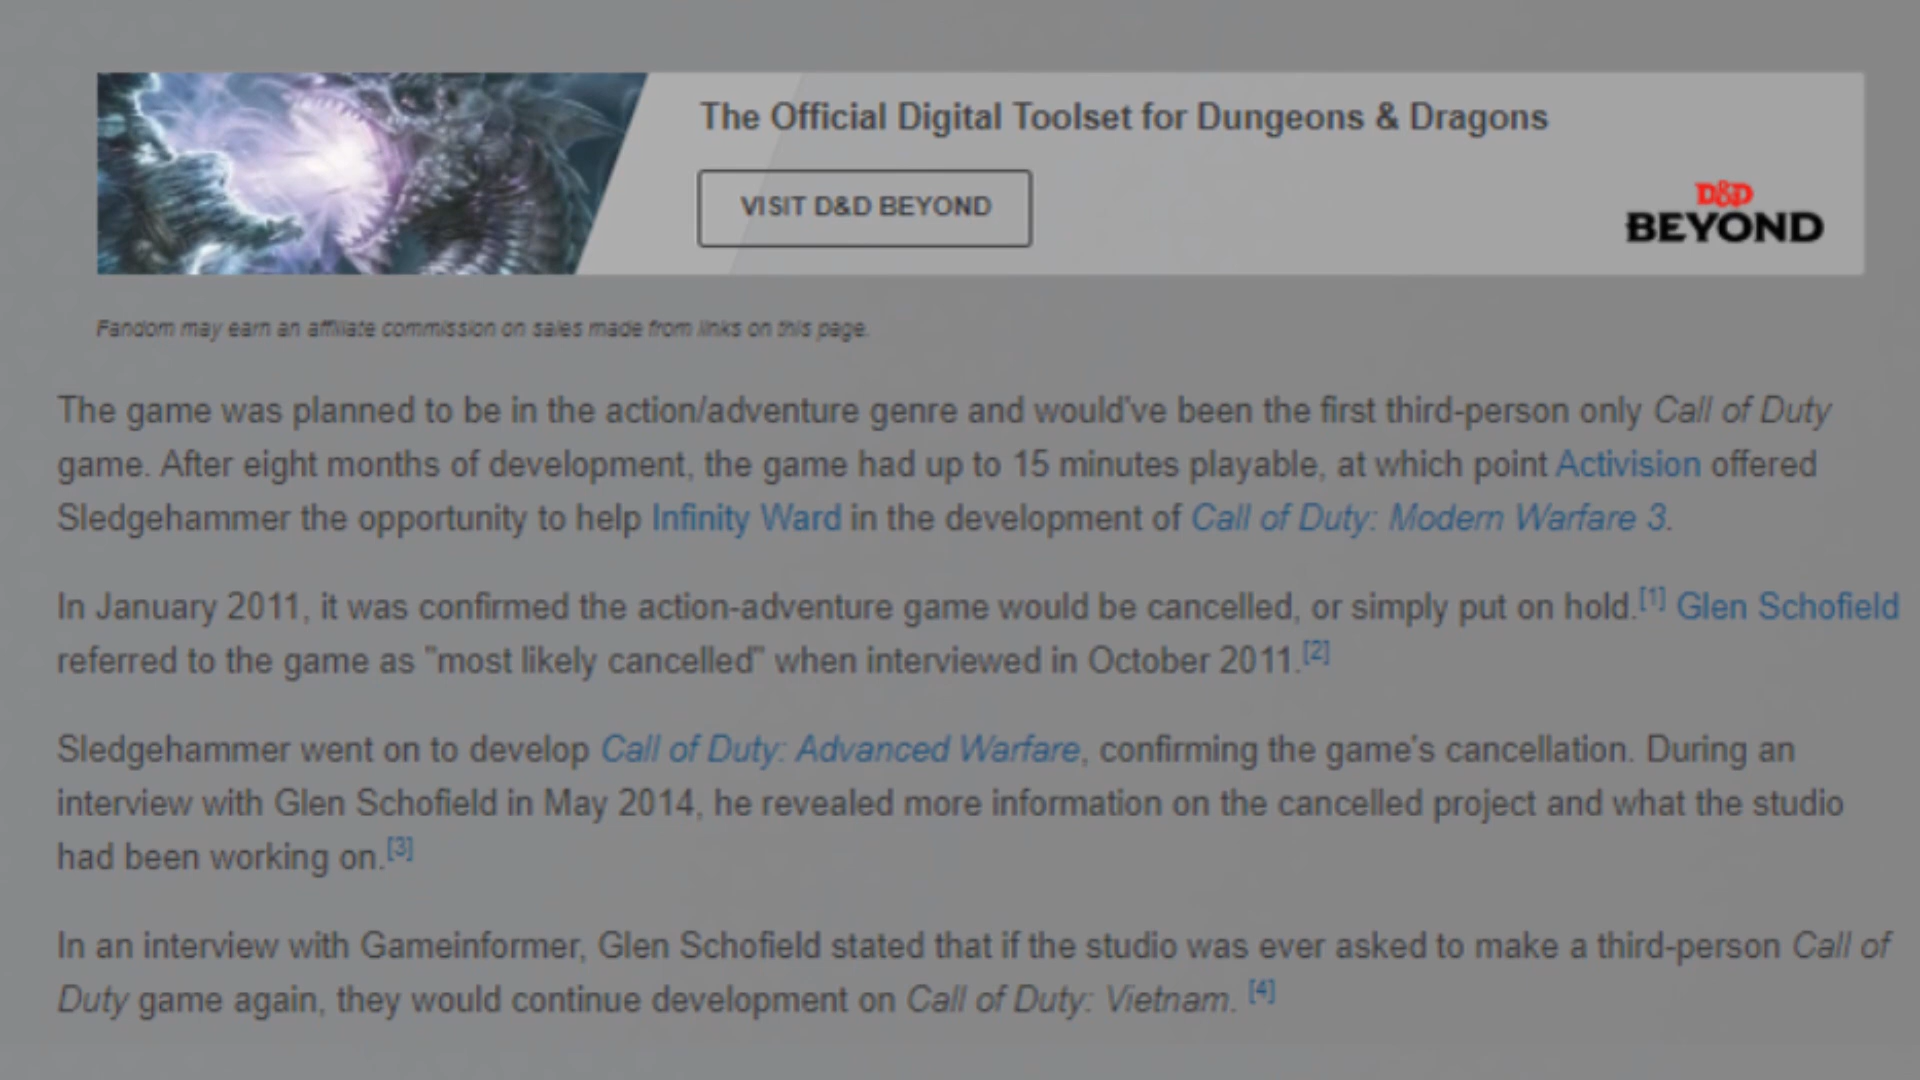 The Official Digital Toolset for Dungeons & Dragons
VISIT D&D BEYOND
D&D
BEYOND
Fandom may earn an affiliate commission on sales made from links on this page.
The game was planned to be in the action/adventure genre and would've been the first third-person only Call of Duty
game. After eight months of development, the game had up to 15 minutes playable, at which point Activision offered
Sledgehammer the opportunity to help Infinity Ward in the development of Call of Duty: Modern Warfare 3.
In January 2011, it was confirmed the action-adventure game would be cancelled, or simply put on hold.[1] Glen Schofield
referred to the game as "most likely cancelled" when interviewed in October 2011.[2]
Sledgehammer went on to develop Call of Duty: Advanced Warfare, confirming the game's cancellation. During an
interview with Glen Schofield in May 2014, he revealed more information on the cancelled project and what the studio
had been working on.[3]
In an interview with Gameinformer, Glen Schofield stated that if the studio was ever asked to make a third-person Call of
Duty game again, they would continue development on Call of Duty: Vietnam. [4]